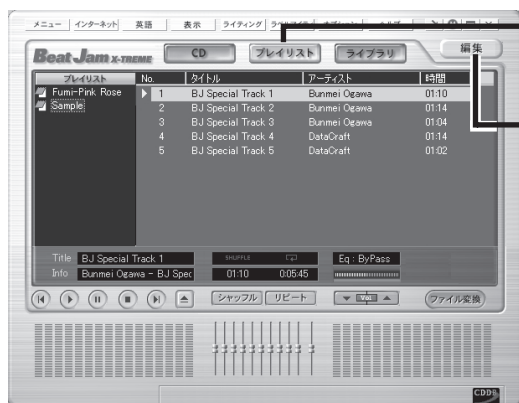 メニュー インターネット 英語 表示 ライティング
Beat Jam X-TREME CD プレイリスト ライブラリ 編集
プレイリスト No. タイトル アーティスト 時間
Fumi-Pink Rose 1 BJ Special Track 1 Bunmei Ogawa 01:10
Sample 2 BJ Special Track 2 Bunmei Ogawa 01:14
3 BJ Special Track 3 Bunmei Ogawa 01:04
4 BJ Special Track 4 DataCraft 01:14
5 BJ Special Track 5 DataCraft 01:02
Title BJ Special Track 1 SHUFFLE Eq : ByPass
Info Bunmei Ogawa - BJ Spec 01:10 0:05:45
シャッフル リピート Vol ファイル変換
CDDB